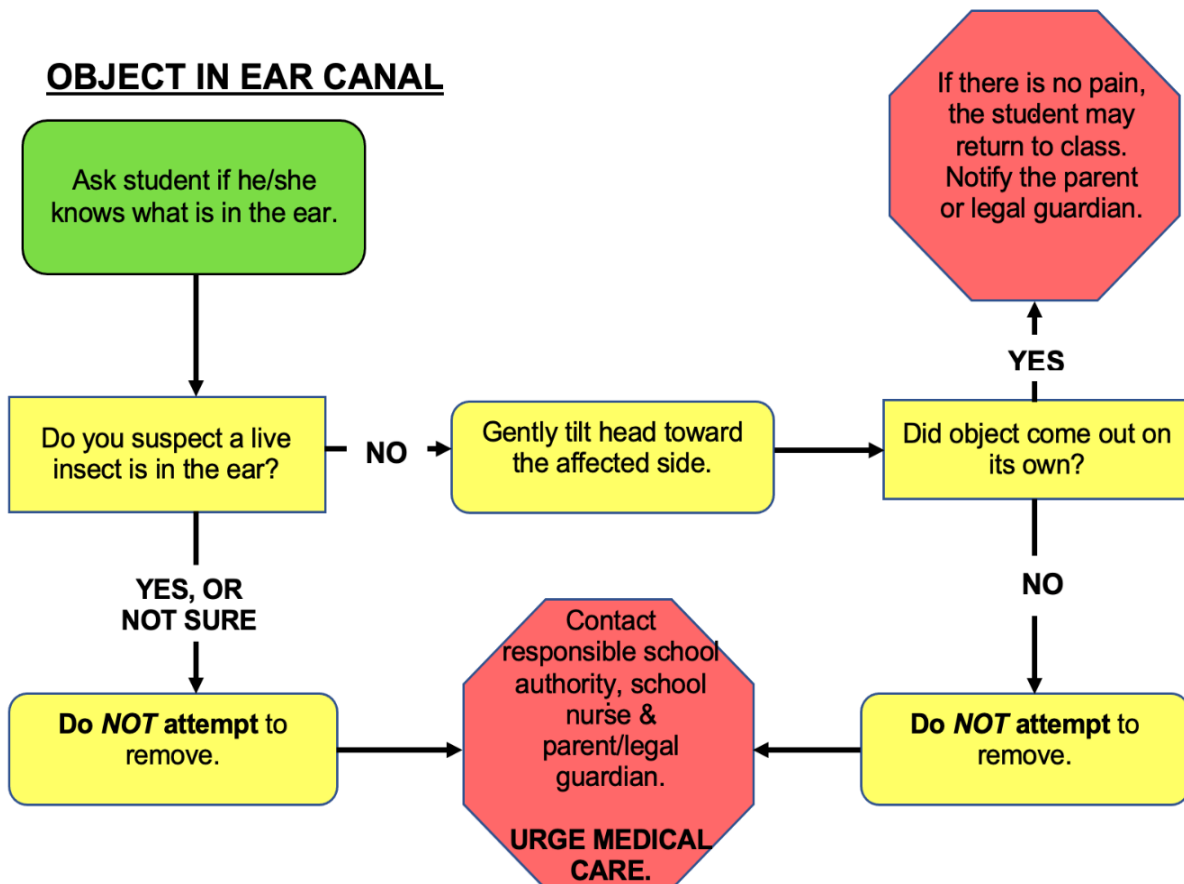 OBJECT IN EAR CANAL
Ask student if he/she
knows what is in the ear.
If there is no pain,
the student may
return to class.
Notify the parent
or legal guardian.
YES
Do you suspect a live
insect is in the ear?
NO
Gently tilt head toward
the affected side.
Did object come out on
its own?
YES, OR
NOT SURE
NO
Do NOT attempt to
remove.
Contact
responsible school
authority, school
nurse &
parent/legal
guardian.
URGE MEDICAL
CARE.
Do NOT attempt to
remove.